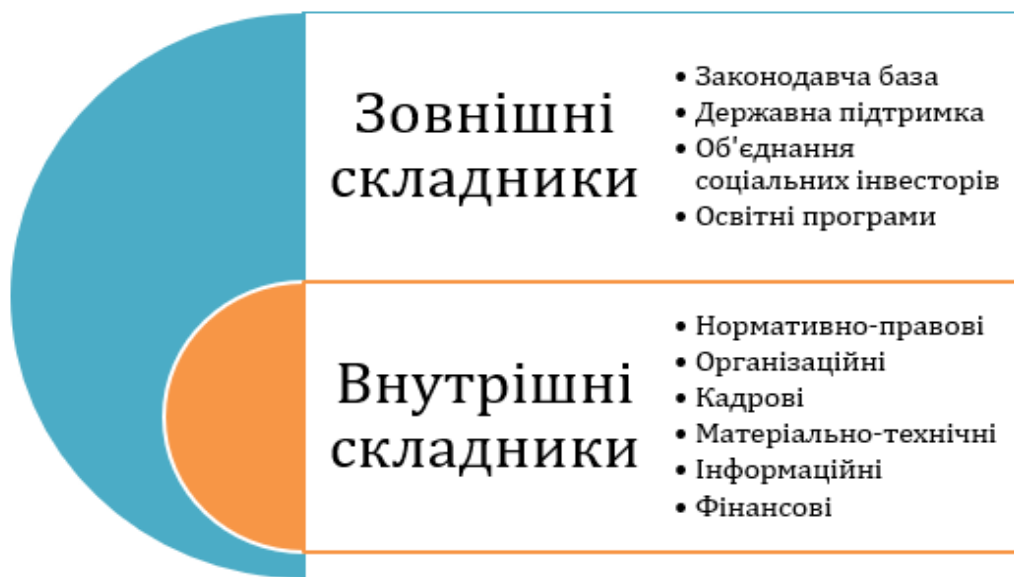 Зовнішні
складники
• Законодавча база
• Державна підтримка
• Об'єднання
соціальних інвесторів
• Освітні програми
Внутрішні
складники
• Нормативно-правові
• Організаційні
• Кадрові
• Матеріально-технічні
• Інформаційні
• Фінансові